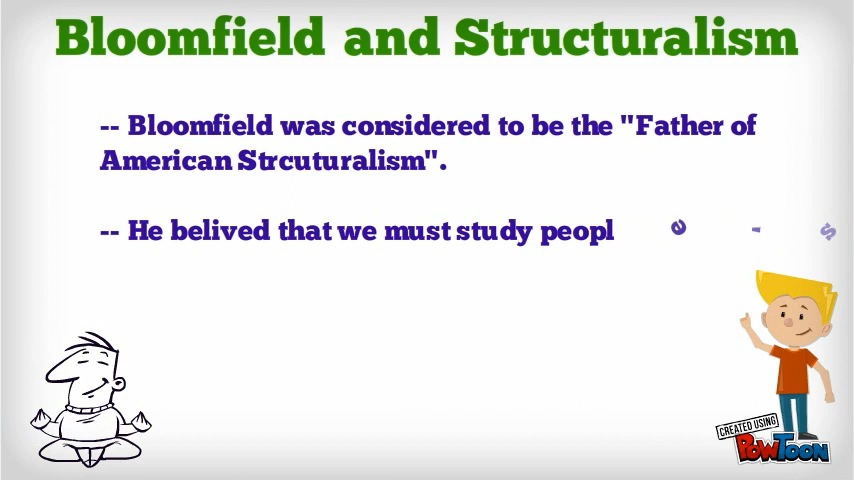 Bloomfield and Structuralism
-- Bloomfield was considered to be the "Father of
American Strcuturalism".
-- He belived that we must study peopl e ' s
CREATED USING
POWTOON